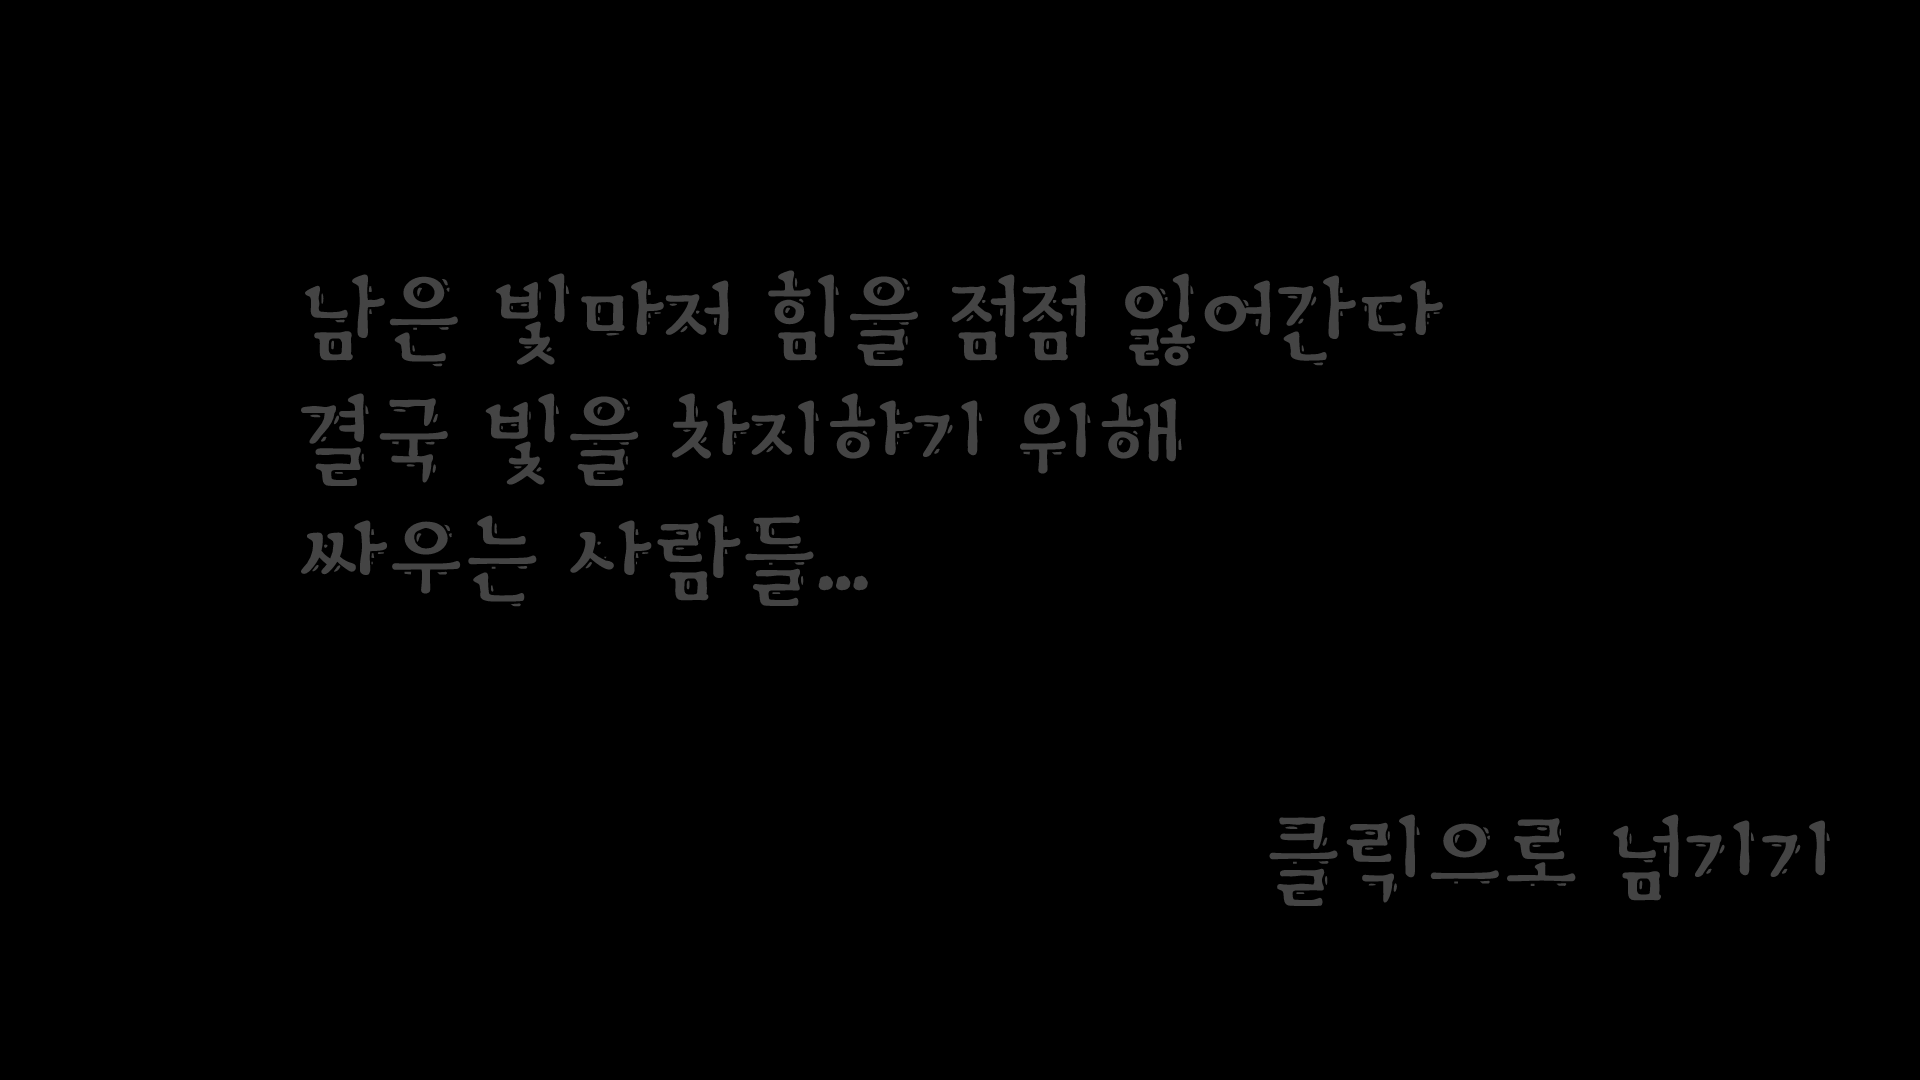 남은 빛마저 힘을 점점 잃어간다
결국 빛을 차지하기 위해
싸우는 사람들...
클릭으로 넘기기